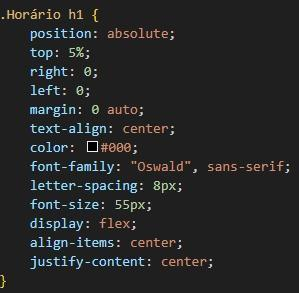 .Horário h1 {
position: absolute;
top: 5%;
right: 0;
left: 0;
margin: 0 auto;
text-align: center;
color: #000;
font-family: "Oswald", sans-serif;
letter-spacing: 8px;
font-size: 55px;
display: flex;
align-items: center;
justify-content: center;
}